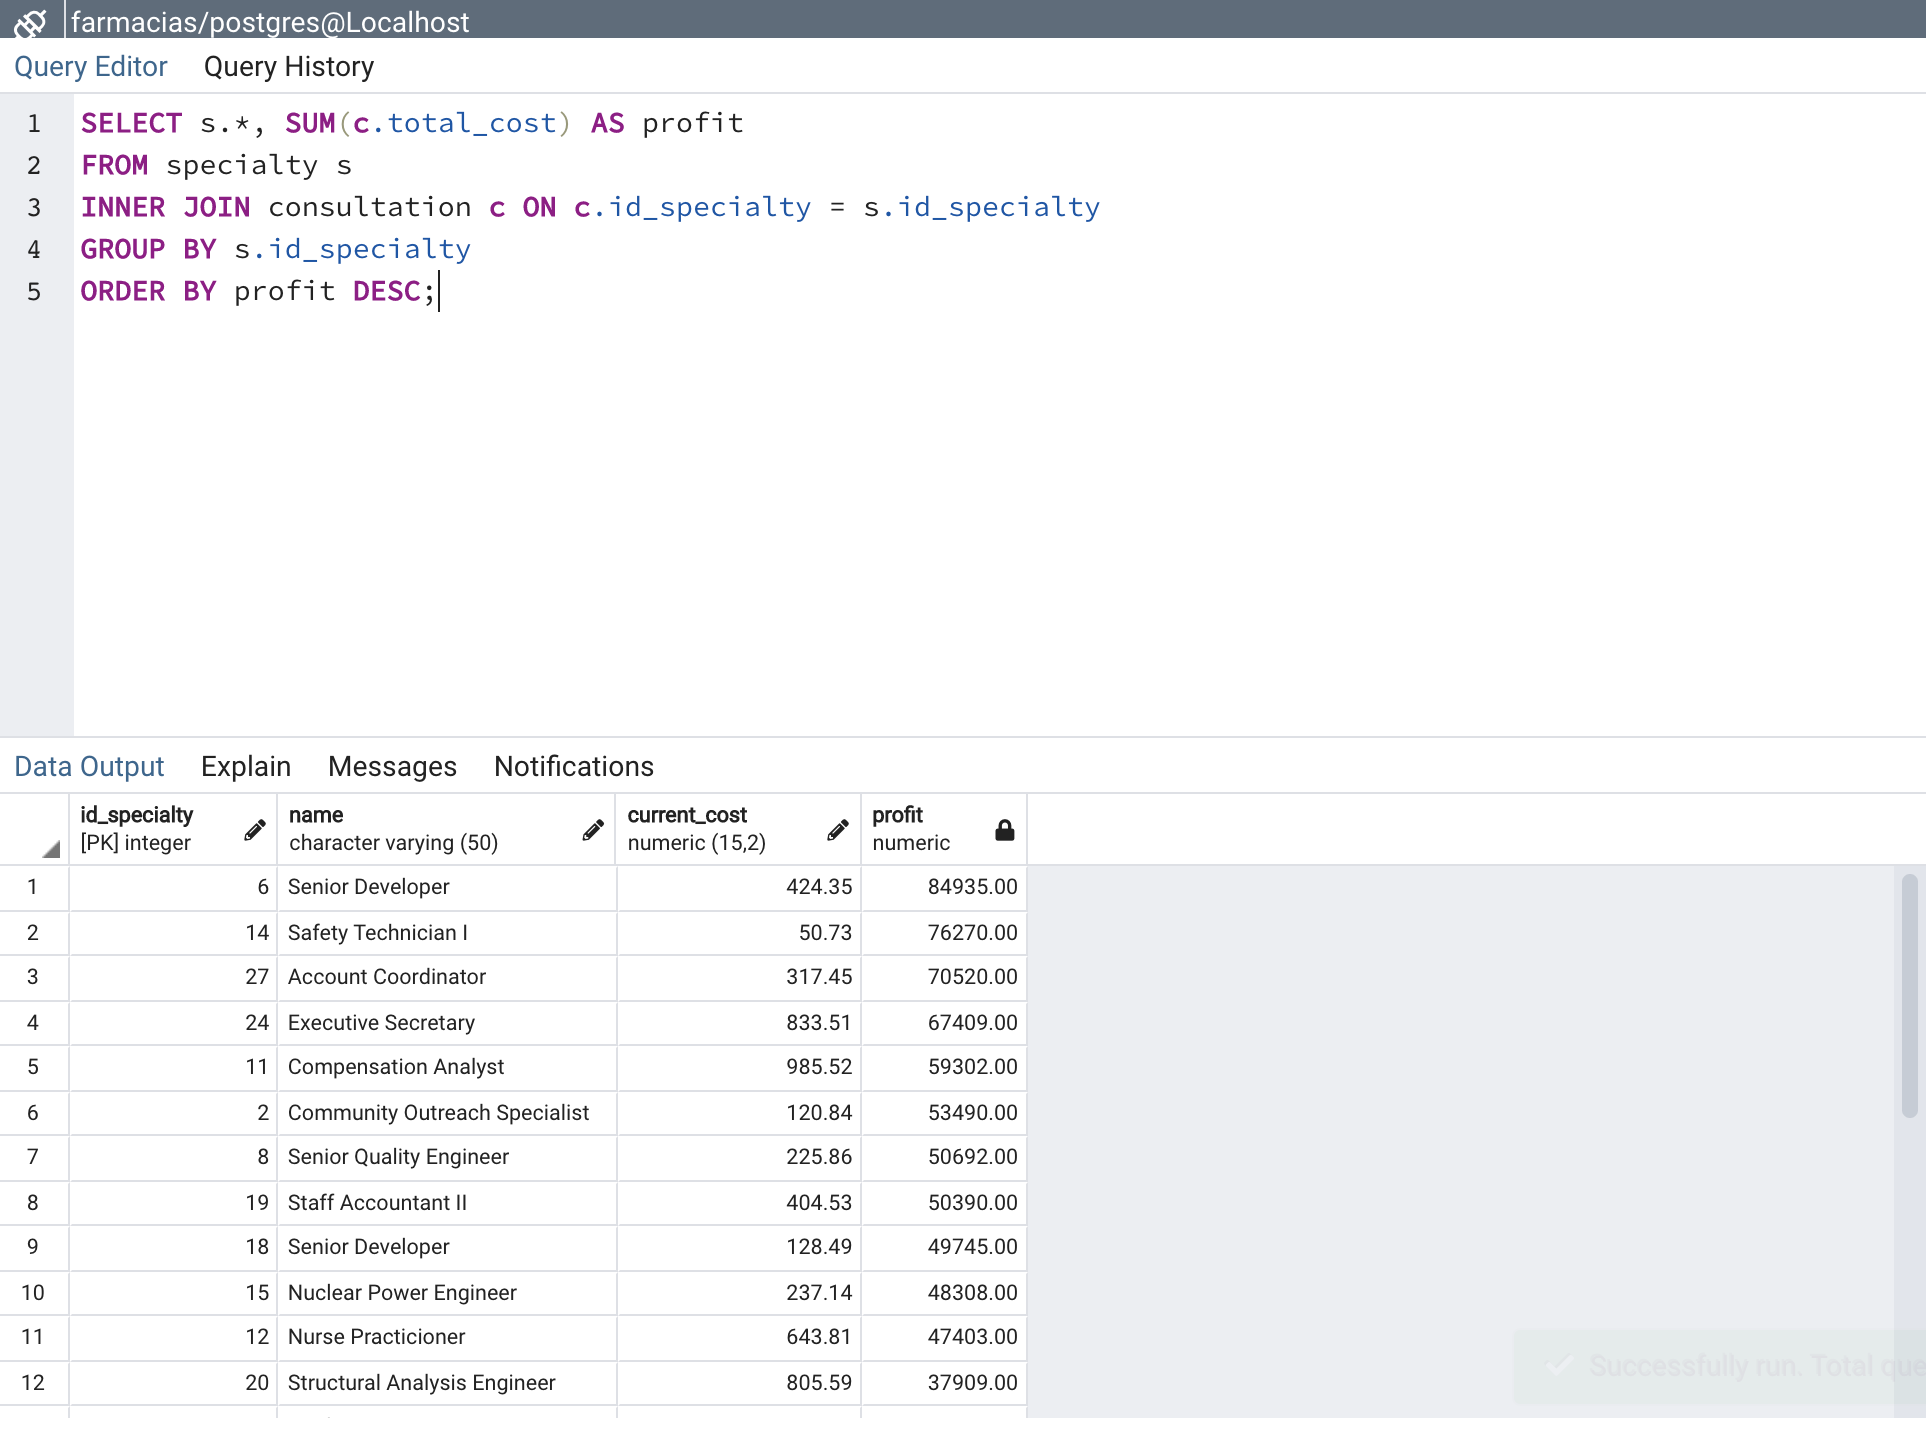 farmacias/postgres@Localhost
Query Editor Query History
1 SELECT s.*, SUM(c.total_cost) AS profit
2 FROM specialty s
3 INNER JOIN consultation c ON c.id_specialty = s.id_specialty
4 GROUP BY s.id_specialty
5 ORDER BY profit DESC;
Data Output Explain Messages Notifications
id_specialty name current_cost profit
[PK] integer character varying (50) numeric (15,2) numeric
1 6 Senior Developer 424.35 84935.00
2 14 Safety Technician I 50.73 76270.00
3 27 Account Coordinator 317.45 70520.00
4 24 Executive Secretary 833.51 67409.00
5 11 Compensation Analyst 985.52 59302.00
6 2 Community Outreach Specialist 120.84 53490.00
7 8 Senior Quality Engineer 225.86 50692.00
8 19 Staff Accountant II 404.53 50390.00
9 18 Senior Developer 128.49 49745.00
10 15 Nuclear Power Engineer 237.14 48308.00
11 12 Nurse Practicioner 643.81 47403.00
12 20 Structural Analysis Engineer 805.59 37909.00
Successfully run. Total que